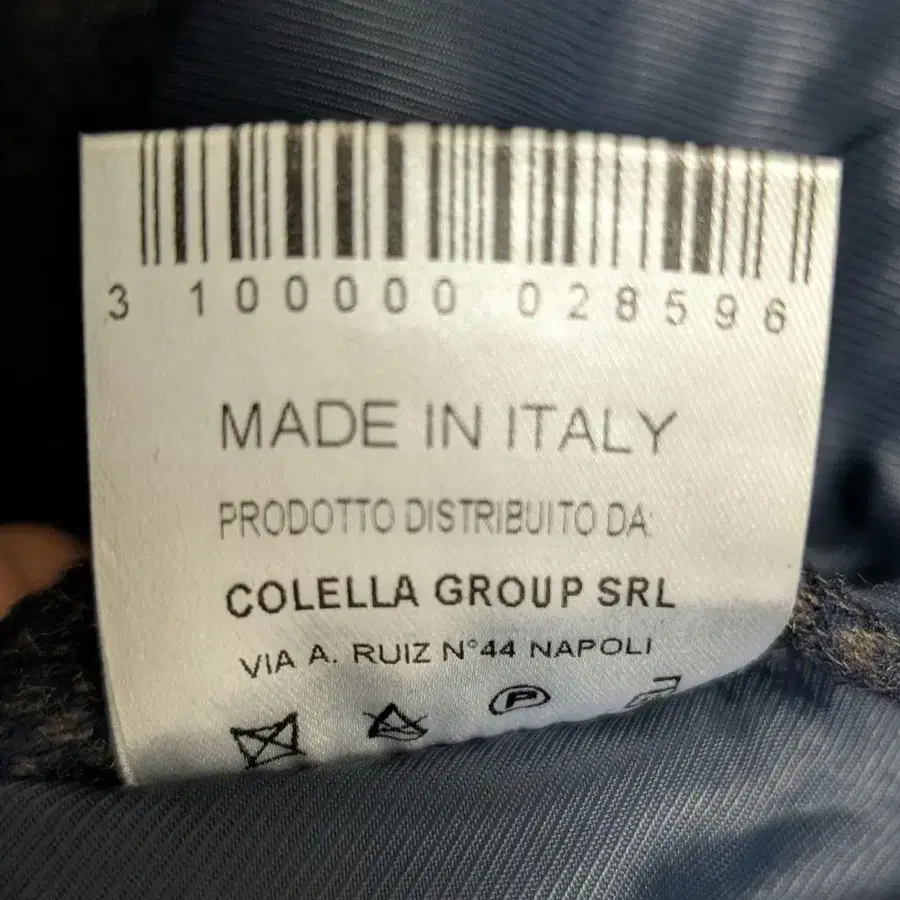 3 100000 028596
MADE IN ITALY
PRODOTTO DISTRIBUITO DA:
COLELLA GROUP SRL
VIA A. RUIZ N°44 NAPOLI
P